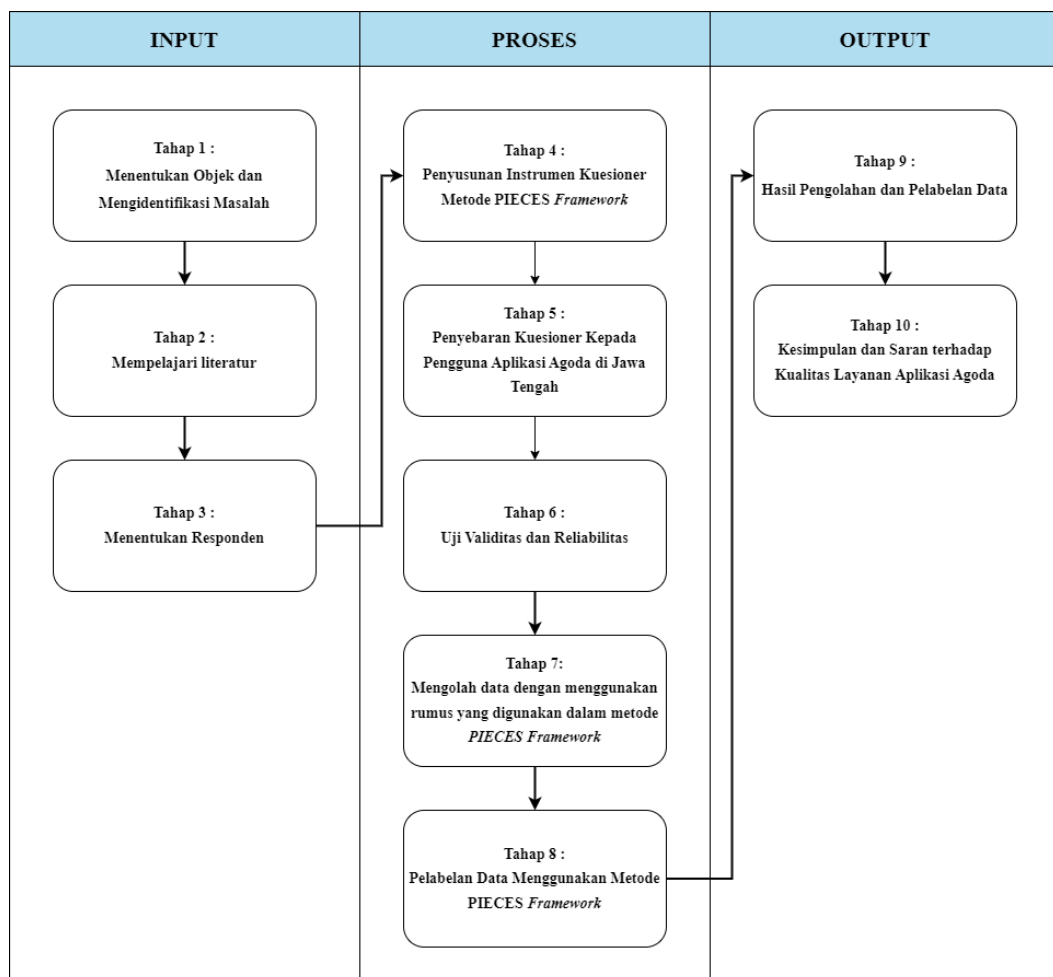 INPUT
PROSES
OUTPUT
Tahap 1 :
Menentukan Objek dan
Mengidentifikasi Masalah
Tahap 2 :
Mempelajari literatur
Tahap 3 :
Menentukan Responden
Tahap 4 :
Penyusunan Instrumen Kuesioner
Metode PIECES Framework
Tahap 5 :
Penyebaran Kuesioner Kepada
Pengguna Aplikasi Agoda di Jawa
Tengah
Tahap 6 :
Uji Validitas dan Reliabilitas
Tahap 7:
Mengolah data dengan menggunakan
rumus yang digunakan dalam metode
PIECES Framework
Tahap 8 :
Pelabelan Data Menggunakan Metode
PIECES Framework
Tahap 9 :
Hasil Pengolahan dan Pelabelan Data
Tahap 10 :
Kesimpulan dan Saran terhadap
Kualitas Layanan Aplikasi Agoda